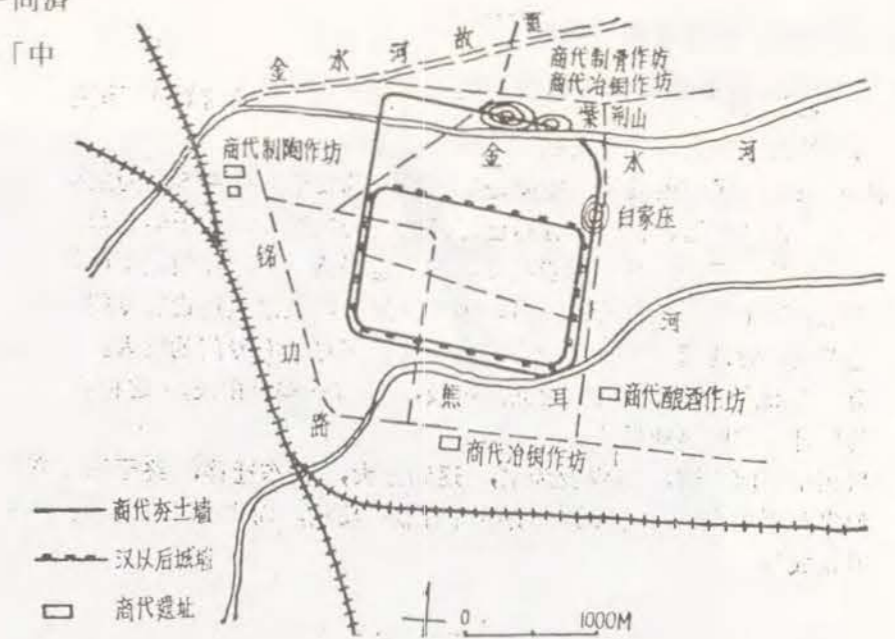 「中
金水河故道
商代制骨作坊
商代冶铜作坊
紫荆山
金水河
商代制陶作坊
白家庄
铭功路
熊耳河
商代酿酒作坊
商代冶铜作坊
商代夯土墙
汉以后城墙
商代遗址
0 1000M